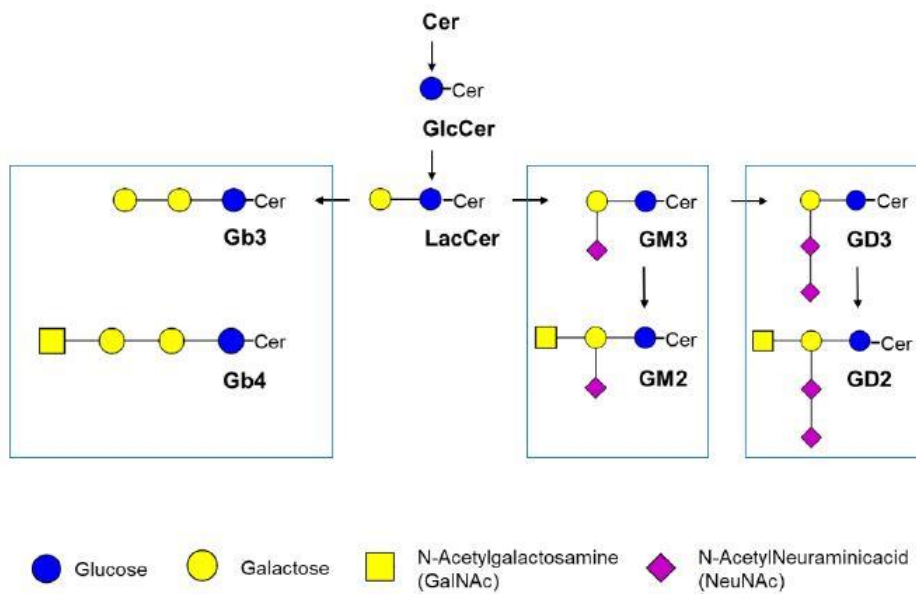 Cer
Cer
GlcCer
Cer
Gb3
Cer
LacCer
Cer
GM3
Cer
GD3
Cer
Gb4
Cer
GM2
Cer
GD2
Glucose
Galactose
N-Acetylgalactosamine
(GalNAc)
N-AcetylNeuraminicacid
(NeuNAc)